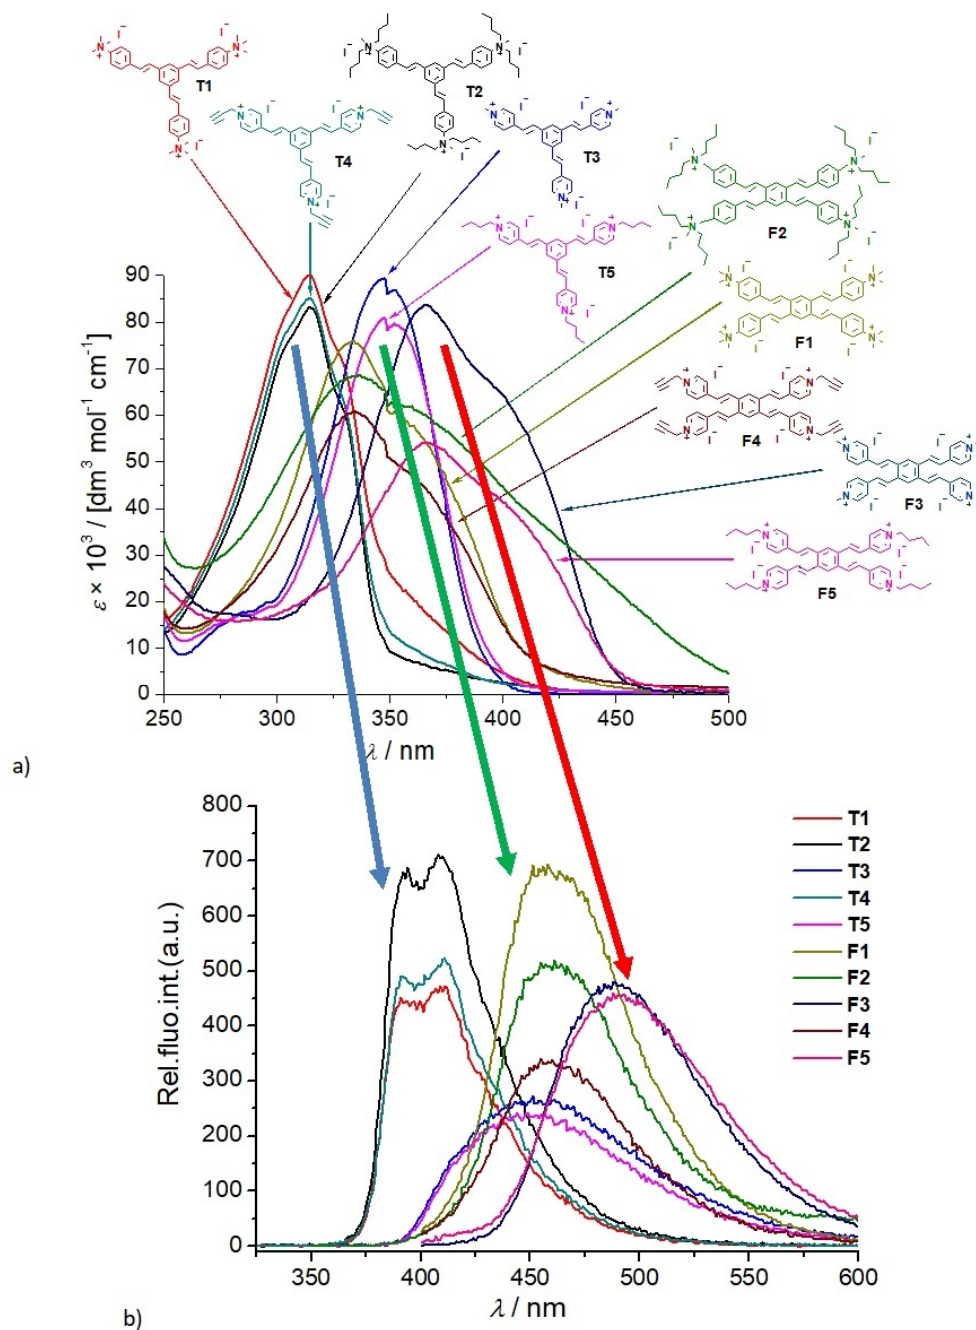 a)
T1
T2
T3
T4
T5
F2
F1
F4
F3
F5
90
80
70
60
50
40
30
20
10
0
ε × 10³ / [dm³ mol⁻¹ cm⁻¹]
250 300 350 400 450 500
λ / nm
a)
800
700
600
500
400
300
200
100
0
Rel.fluo.int.(a.u.)
T1
T2
T3
T4
T5
F1
F2
F3
F4
F5
350 400 450 500 550 600
λ / nm
b)